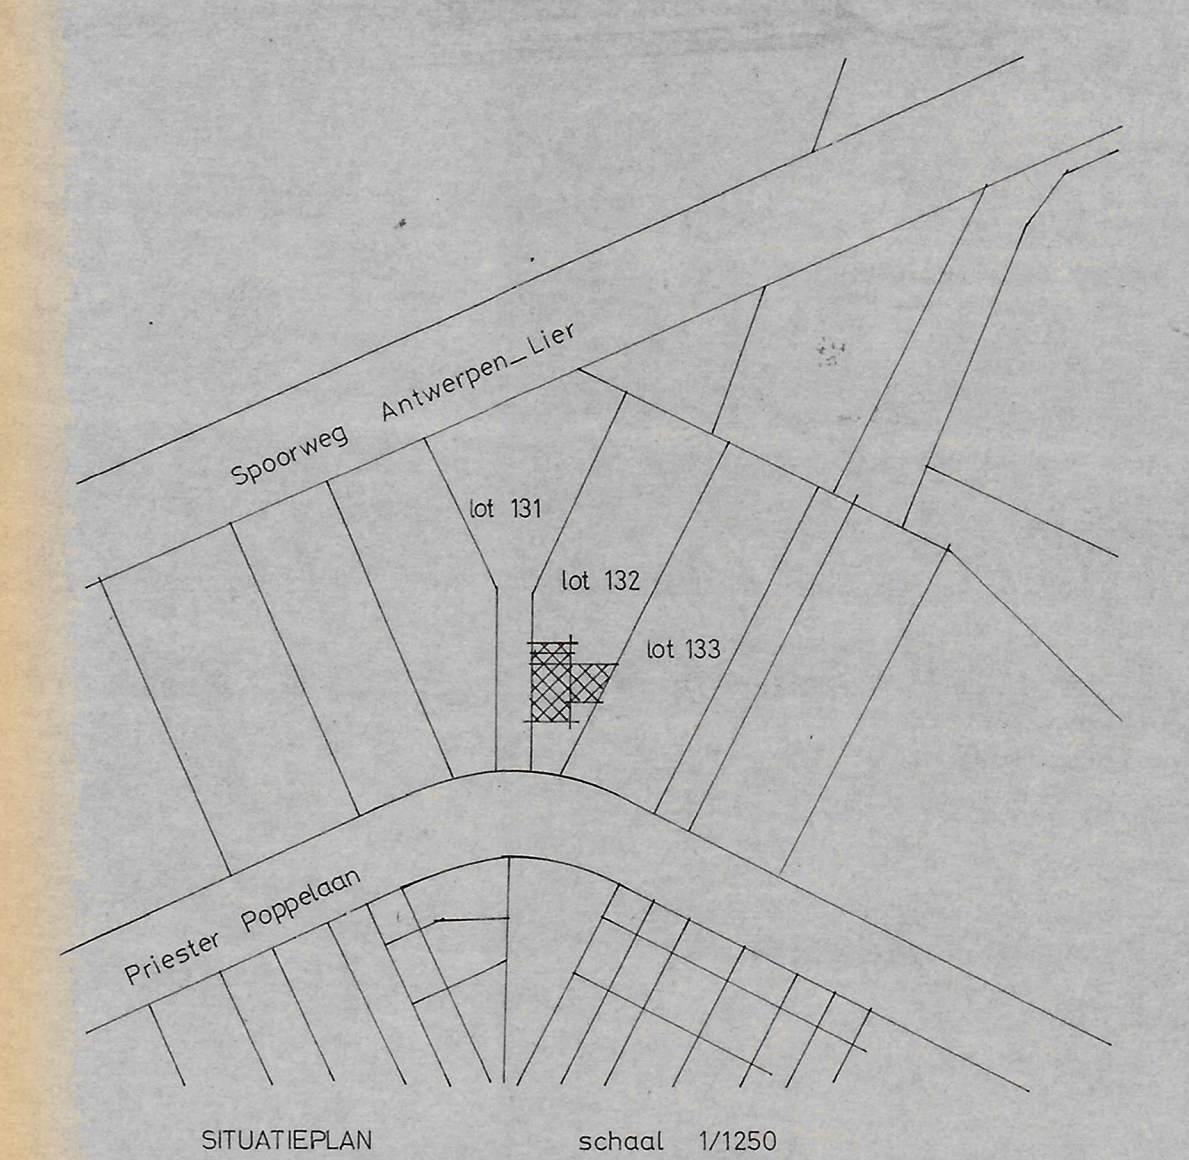 Spoorweg Antwerpen_Lier
lot 131
lot 132
lot 133
Priester Poppelaan
SITUATIEPLAN schaal 1/1250